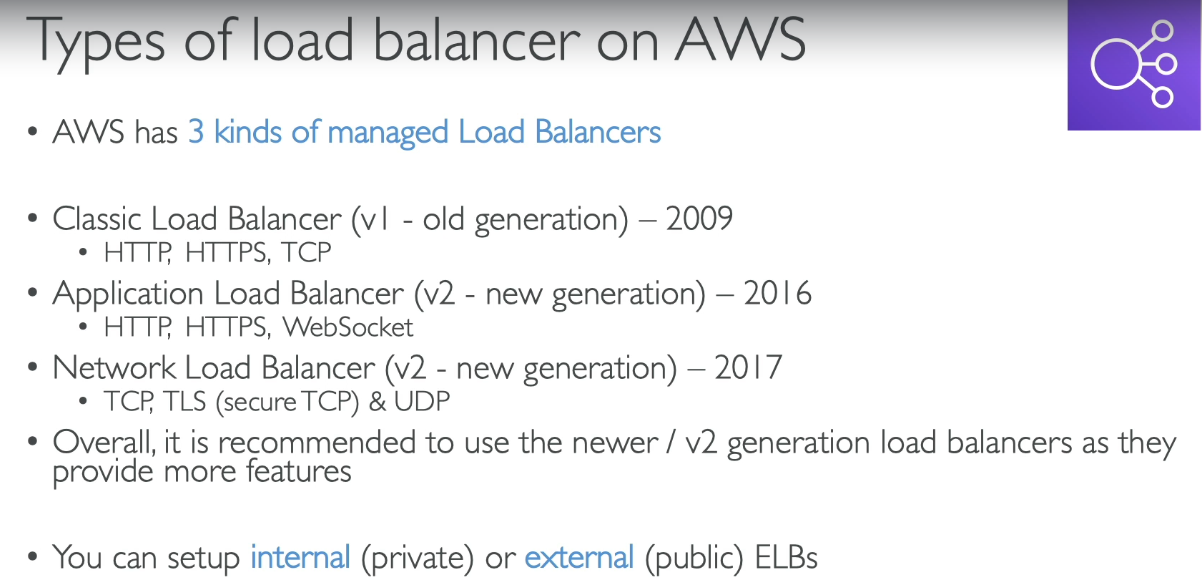 Types of load balancer on AWS
• AWS has 3 kinds of managed Load Balancers
• Classic Load Balancer (v1 - old generation) – 2009
• HTTP, HTTPS, TCP
• Application Load Balancer (v2 - new generation) – 2016
• HTTP, HTTPS, WebSocket
• Network Load Balancer (v2 - new generation) – 2017
• TCP, TLS (secure TCP) & UDP
• Overall, it is recommended to use the newer / v2 generation load balancers as they
provide more features
• You can setup internal (private) or external (public) ELBs